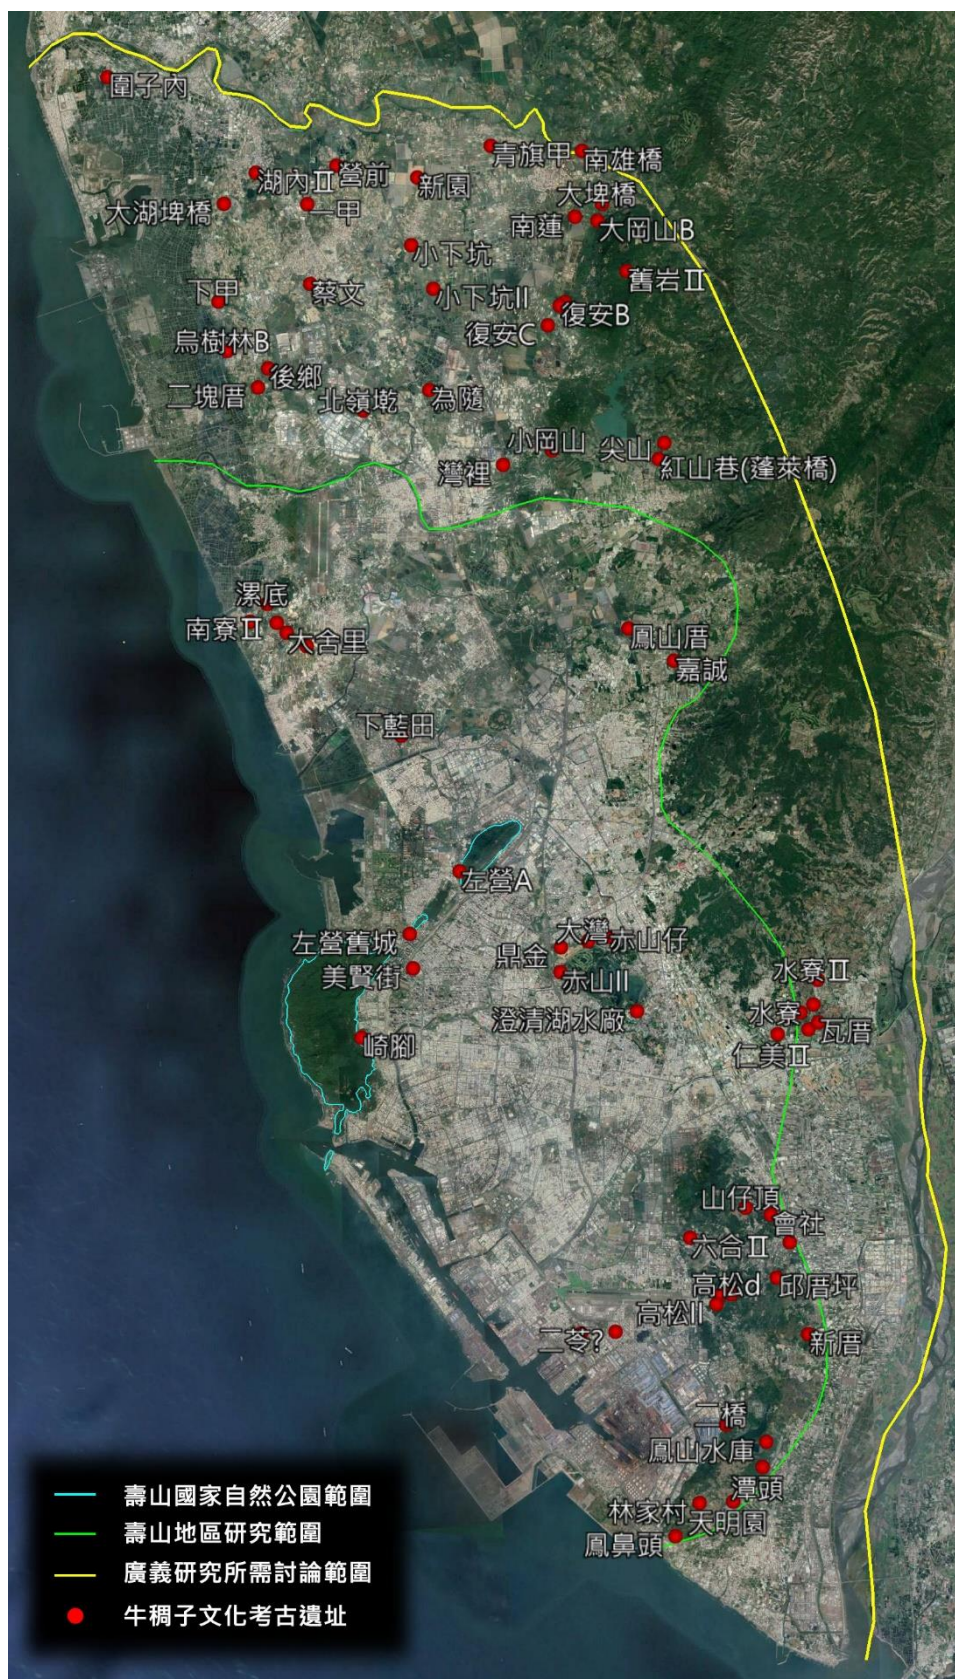 圍子內
青旗甲
南雄橋
湖內Ⅱ
營前
新園
大埤橋
大湖埤橋
一甲
南蓮
大岡山B
小下坑
舊岩Ⅱ
下甲
蔡文
小下坑II
復安B
復安C
烏樹林B
後鄉
二塊厝
北嶺墘
為隨
小岡山
尖山
灣裡
紅山巷(蓬萊橋)
漯底
南寮Ⅱ
大舍里
鳳山厝
嘉誠
下藍田
左營A
左營舊城
大灣
赤山仔
鼎金
美賢街
赤山II
水寮Ⅱ
澄清湖水廠
水寮
瓦厝
崎腳
仁美Ⅱ
山仔頂
會社
六合Ⅱ
高松d
邱厝坪
高松II
二苓?
新厝
二橋
鳳山水庫
潭頭
林家村
天明園
鳳鼻頭
壽山國家自然公園範圍
壽山地區研究範圍
廣義研究所需討論範圍
牛稠子文化考古遺址